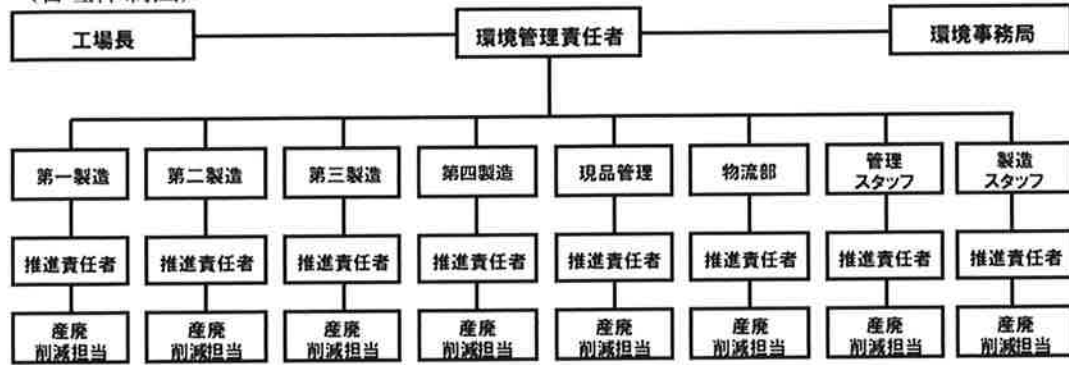 工場長
環境管理責任者
環境事務局
第一製造
第二製造
第三製造
第四製造
現品管理
物流部
管理
スタッフ
製造
スタッフ
推進責任者
推進責任者
推進責任者
推進責任者
推進責任者
推進責任者
推進責任者
推進責任者
産廃
削減担当
産廃
削減担当
産廃
削減担当
産廃
削減担当
産廃
削減担当
産廃
削減担当
産廃
削減担当
産廃
削減担当